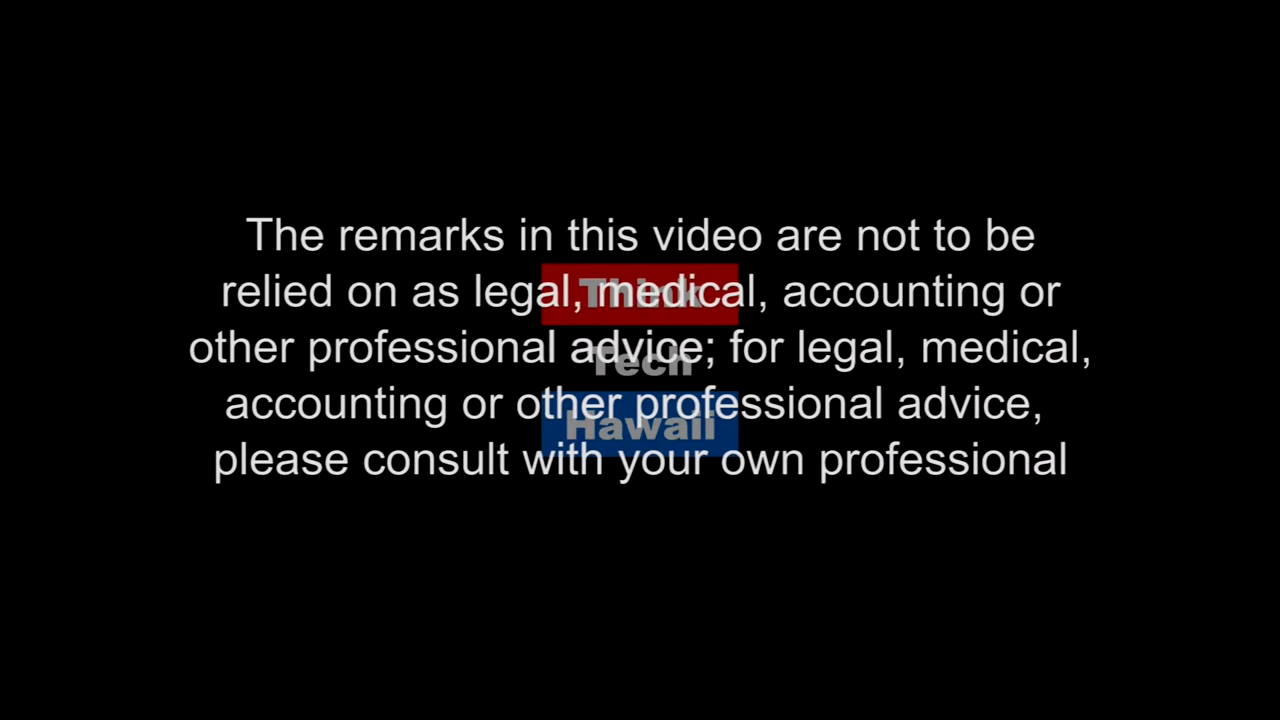 The remarks in this video are not to be
relied on as legal, medical, accounting or
other professional advice; for legal, medical,
accounting or other professional advice,
please consult with your own professional
Think
Tech
Hawaii